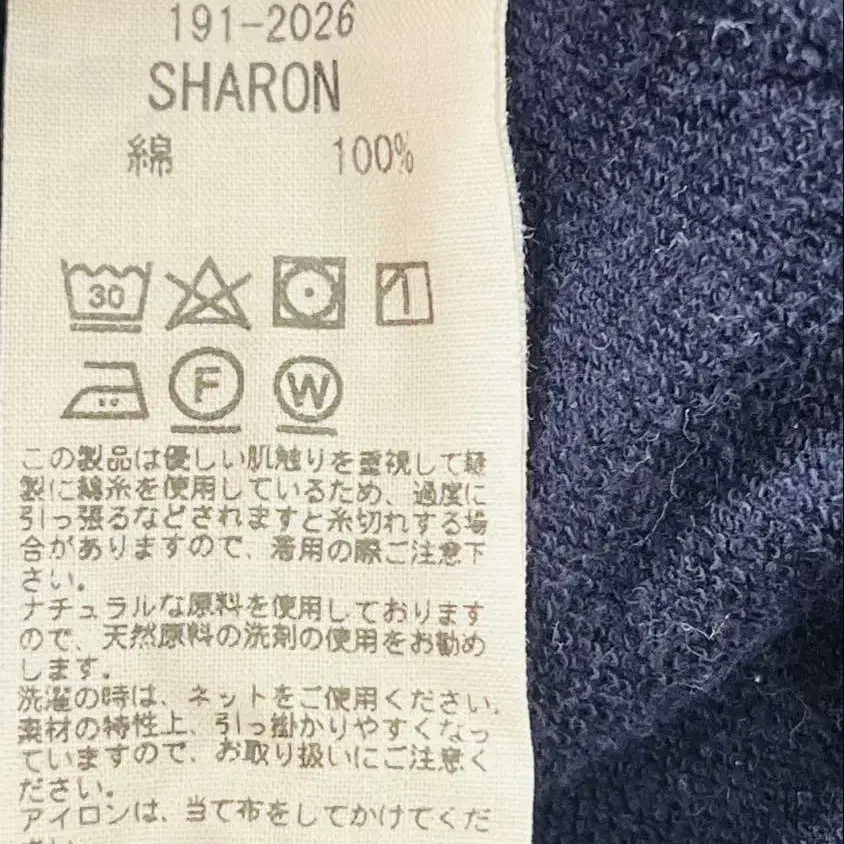 191-2026
SHARON
綿 100%
30
F W
この製品は優しい肌触りを重視して縫
製に綿糸を使用しているため、過度に
引っ張るなどされますと糸切れする場
合がありますので、着用の際ご注意下
さい。
ナチュラルな原料を使用しております
ので、天然原料の洗剤の使用をお勧め
します。
洗濯の時は、ネットをご使用ください。
素材の特性上、引っ掛かりやすくなっ
ていますので、お取り扱いにご注意く
ださい。
アイロンは、当て布をしてかけてくだ